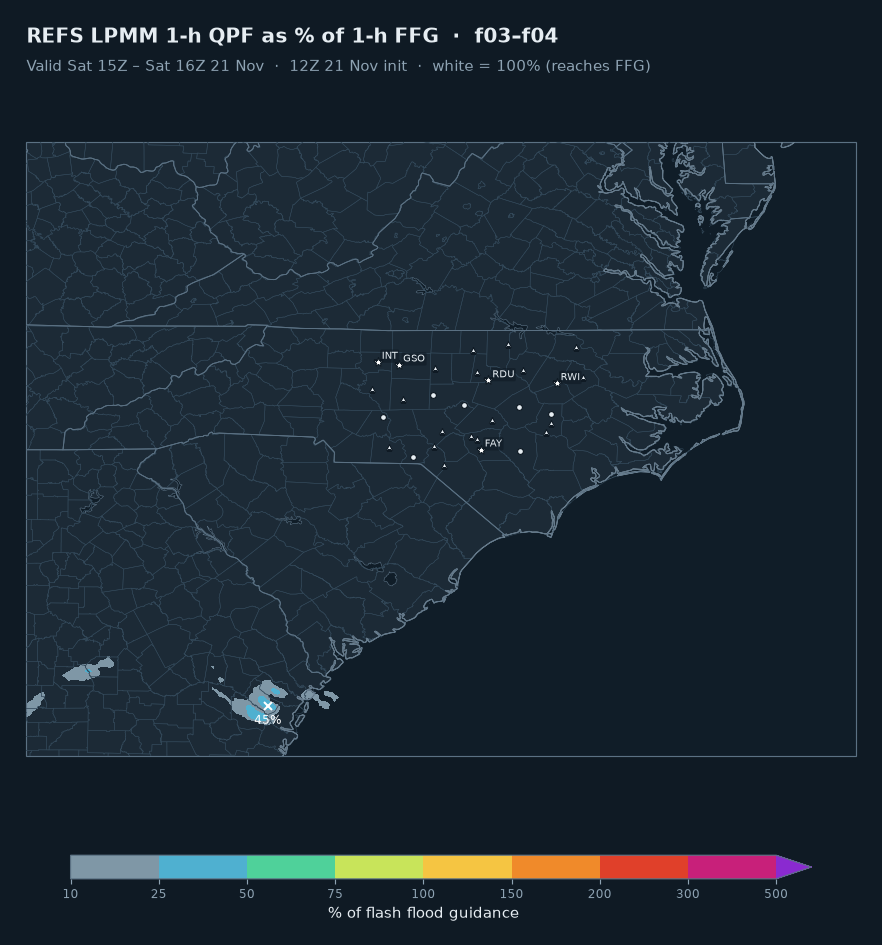 REFS LPMM 1-h QPF as % of 1-h FFG · f03–f04
Valid Sat 15Z – Sat 16Z 21 Nov · 12Z 21 Nov init · white = 100% (reaches FFG)
INT
GSO
RDU
RWI
FAY
45%
10 25 50 75 100 150 200 300 500
% of flash flood guidance